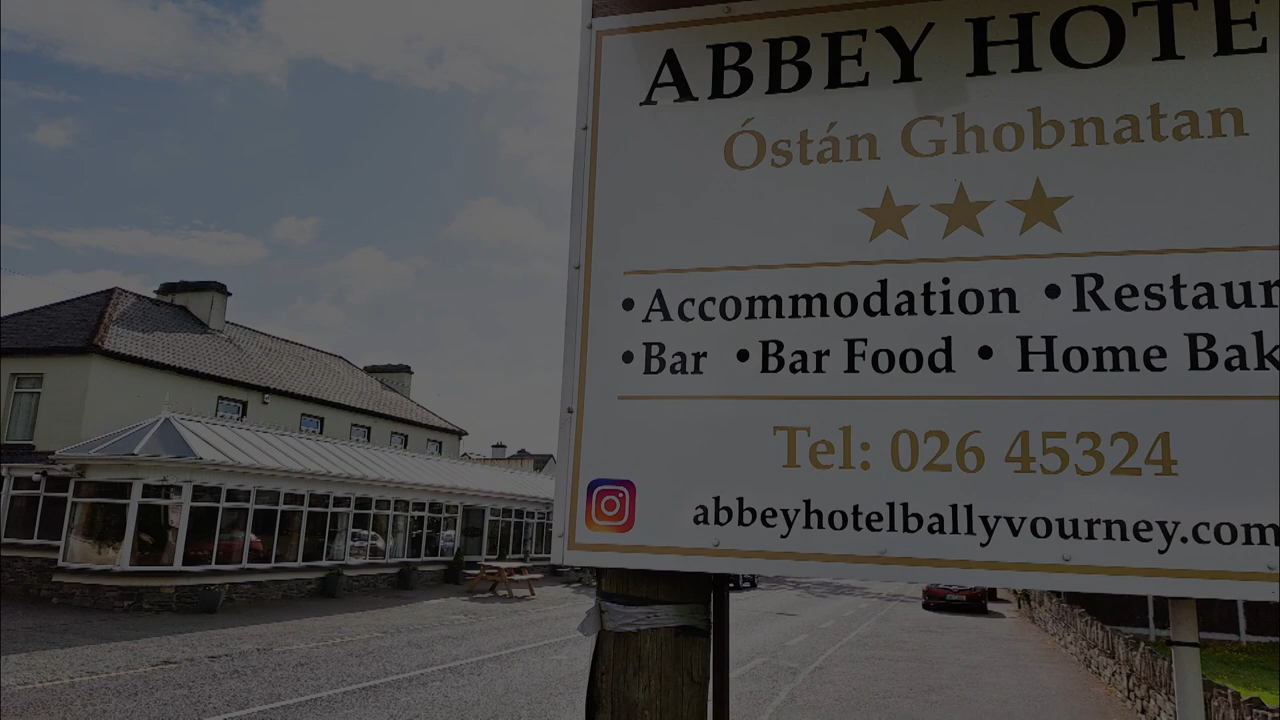 ABBEY HOTE
Óstán Ghobnatan
•Accommodation •Restaur
•Bar •Bar Food • Home Bak
Tel: 026 45324
abbeyhotelballyvourney.com